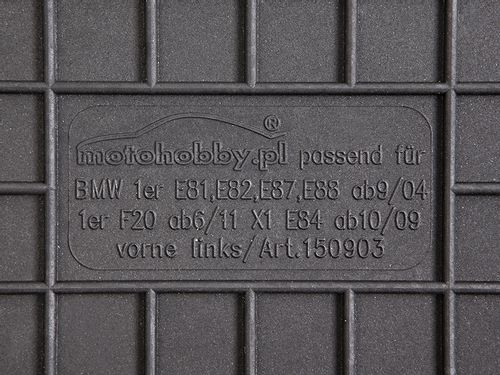 motohobby.pl® passend für
BMW 1er E81,E82,E87,E88 ab9/04
1er F20 ab6/11 X1 E84 ab10/09
vorne links/Art.150903